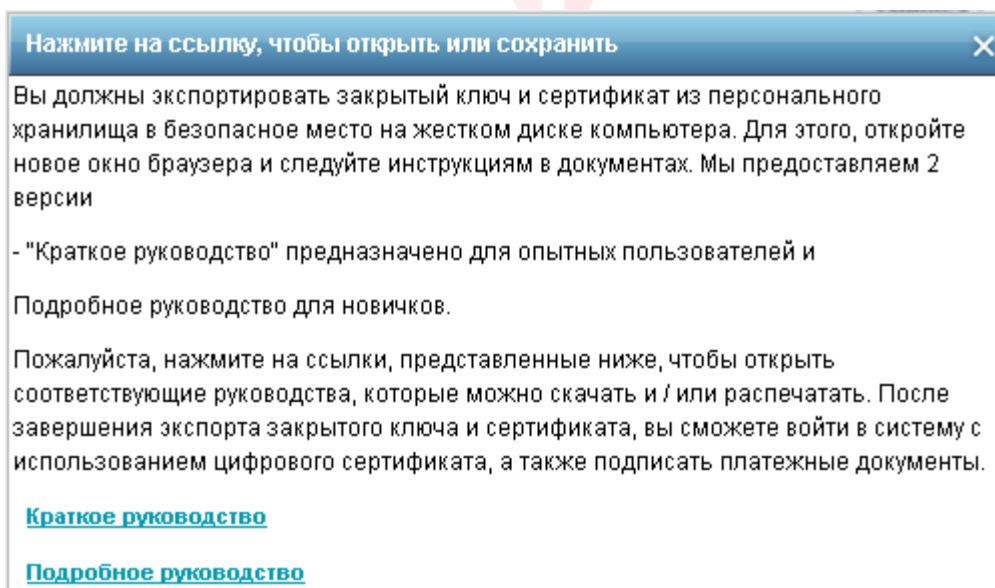 Нажмите на ссылку, чтобы открыть или сохранить
Вы должны экспортировать закрытый ключ и сертификат из персонального
хранилища в безопасное место на жестком диске компьютера. Для этого, откройте
новое окно браузера и следуйте инструкциям в документах. Мы предоставляем 2
версии
- "Краткое руководство" предназначено для опытных пользователей и
Подробное руководство для новичков.
Пожалуйста, нажмите на ссылки, представленные ниже, чтобы открыть
соответствующие руководства, которые можно скачать и / или распечатать. После
завершения экспорта закрытого ключа и сертификата, вы сможете войти в систему с
использованием цифрового сертификата, а также подписать платежные документы.
Краткое руководство
Подробное руководство